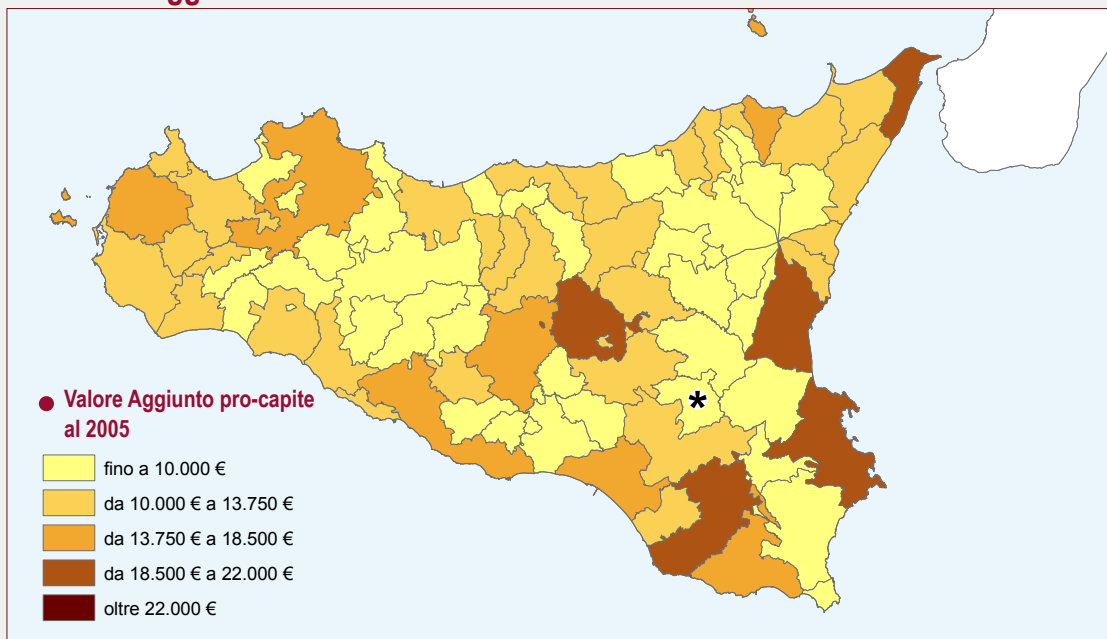 Valore Aggiunto pro-capite
al 2005
fino a 10.000 €
da 10.000 € a 13.750 €
da 13.750 € a 18.500 €
da 18.500 € a 22.000 €
oltre 22.000 €
*